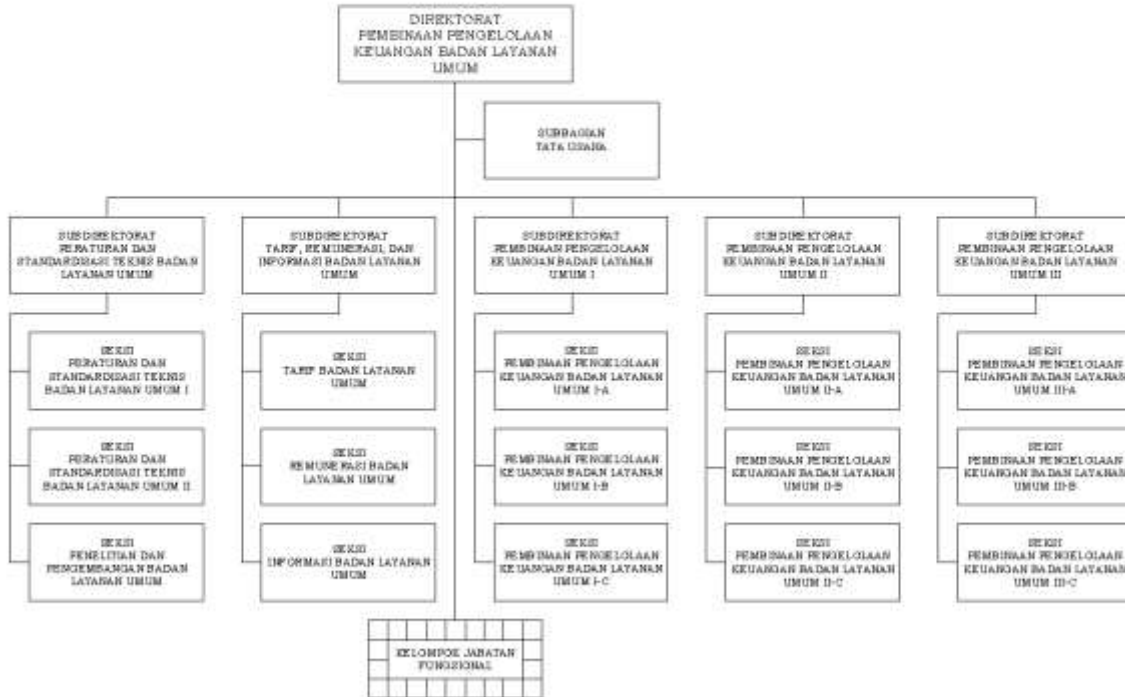 DIREKTORAT
PEMBINAAN PENGELOLAAN
KEUANGAN BADAN LAYANAN
UMUM
SUBBAGIAN
TATA USAHA
SUBDIREKTORAT
PERATURAN DAN
STANDARDISASI TEKNIS BADAN
LAYANAN UMUM
SUBDIREKTORAT
TARIF, REMUNERASI, DAN
INFORMASI BADAN LAYANAN
UMUM
SUBDIREKTORAT
PEMBINAAN PENGELOLAAN
KEUANGAN BADAN LAYANAN
UMUM I
SUBDIREKTORAT
PEMBINAAN PENGELOLAAN
KEUANGAN BADAN LAYANAN
UMUM II
SUBDIREKTORAT
PEMBINAAN PENGELOLAAN
KEUANGAN BADAN LAYANAN
UMUM III
SEKSI
PERATURAN DAN
STANDARDISASI TEKNIS
BADAN LAYANAN UMUM I
SEKSI
TARIF BADAN LAYANAN
UMUM
SEKSI
PEMBINAAN PENGELOLAAN
KEUANGAN BADAN LAYANAN
UMUM I-A
SEKSI
PEMBINAAN PENGELOLAAN
KEUANGAN BADAN LAYANAN
UMUM II-A
SEKSI
PEMBINAAN PENGELOLAAN
KEUANGAN BADAN LAYANAN
UMUM III-A
SEKSI
PERATURAN DAN
STANDARDISASI TEKNIS
BADAN LAYANAN UMUM II
SEKSI
REMUNERASI BADAN
LAYANAN UMUM
SEKSI
PEMBINAAN PENGELOLAAN
KEUANGAN BADAN LAYANAN
UMUM I-B
SEKSI
PEMBINAAN PENGELOLAAN
KEUANGAN BADAN LAYANAN
UMUM II-B
SEKSI
PEMBINAAN PENGELOLAAN
KEUANGAN BADAN LAYANAN
UMUM III-B
SEKSI
PENELITIAN DAN
PENGEMBANGAN BADAN
LAYANAN UMUM
SEKSI
INFORMASI BADAN LAYANAN
UMUM
SEKSI
PEMBINAAN PENGELOLAAN
KEUANGAN BADAN LAYANAN
UMUM I-C
SEKSI
PEMBINAAN PENGELOLAAN
KEUANGAN BADAN LAYANAN
UMUM II-C
SEKSI
PEMBINAAN PENGELOLAAN
KEUANGAN BADAN LAYANAN
UMUM III-C
KELOMPOK JABATAN
FUNGSIONAL